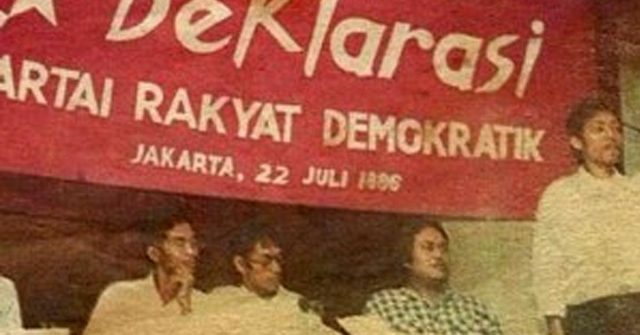 Deklarasi
ARTAI RAKYAT DEMOKRATIK
JAKARTA, 22 JULI 1996